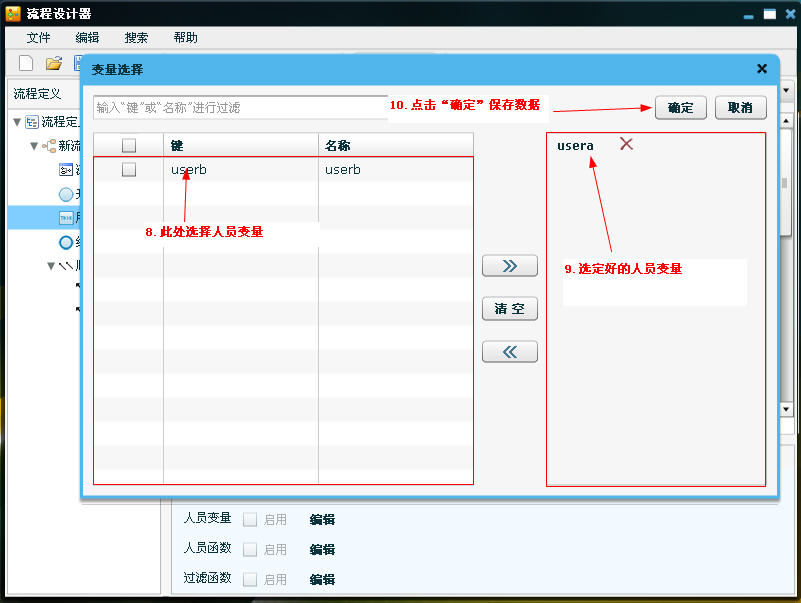 流程设计器
文件 编辑 搜索 帮助
变量选择
流程定义
输入“键”或“名称”进行过滤
10.点击“确定”保存数据
确定
取消
流程定
键 名称
usera
新流
userb userb
8.此处选择人员变量
9.选定好的人员变量
清 空
人员变量 启用 编辑
人员函数 启用 编辑
过滤函数 启用 编辑